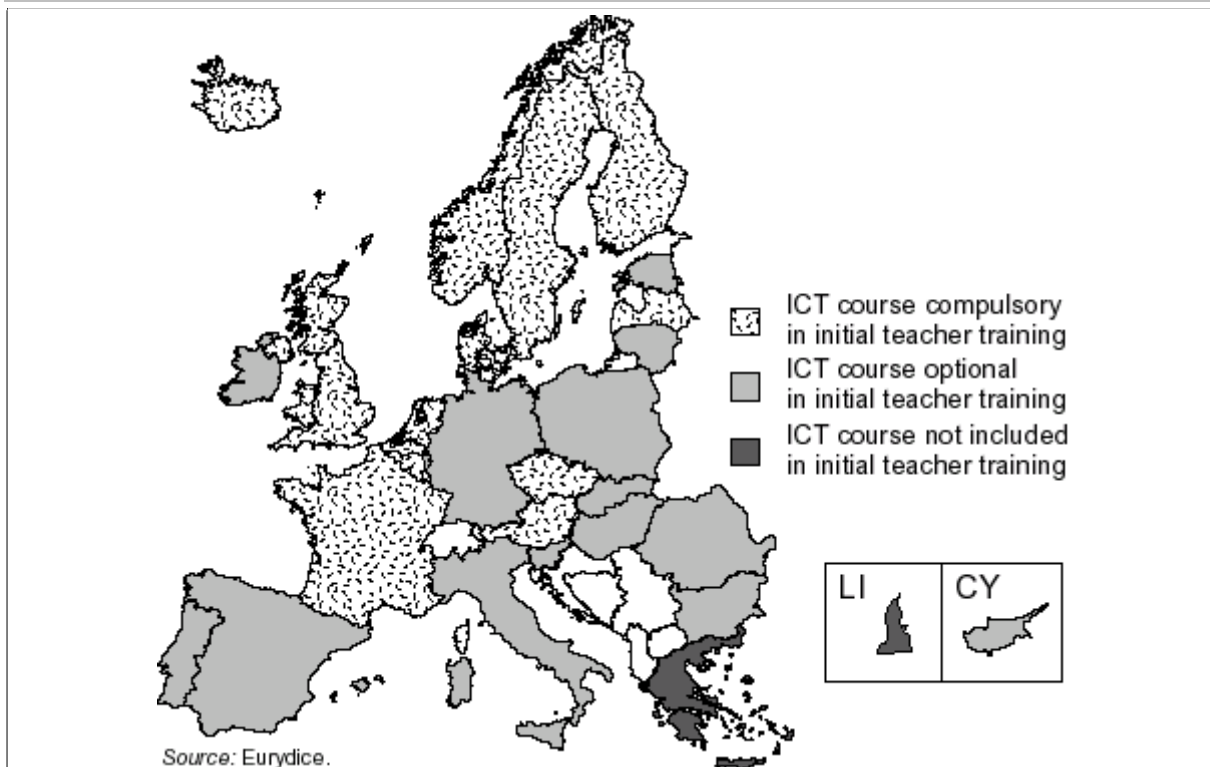 ICT course compulsory
in initial teacher training
ICT course optional
in initial teacher training
ICT course not included
in initial teacher training
LI
CY
Source: Eurydice.